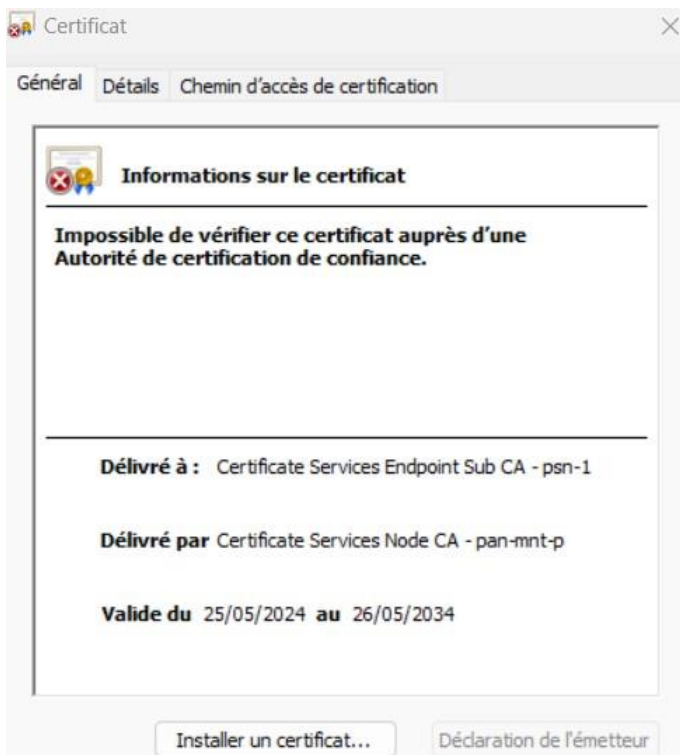 Certificat
Général Détails Chemin d'accès de certification
Informations sur le certificat
Impossible de vérifier ce certificat auprès d'une
Autorité de certification de confiance.
Délivré à : Certificate Services Endpoint Sub CA - psn-1
Délivré par Certificate Services Node CA - pan-mnt-p
Valide du 25/05/2024 au 26/05/2034
Installer un certificat... Déclaration de l'émetteur